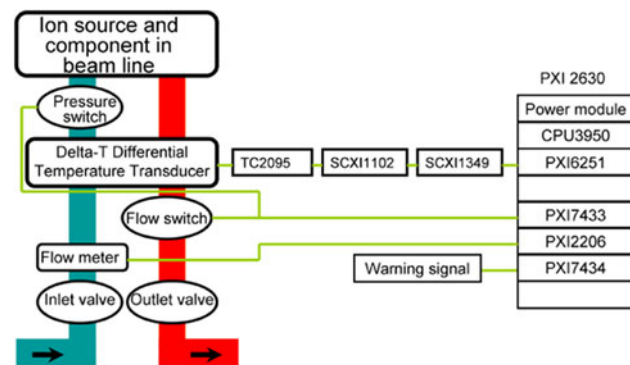 Ion source and
component in
beam line
Pressure
switch
Delta-T Differential
Temperature Transducer
Flow switch
Flow meter
Inlet valve
Outlet valve
TC2095
SCXI1102
SCXI1349
Warning signal
PXI 2630
Power module
CPU3950
PXI6251
PXI7433
PXI2206
PXI7434